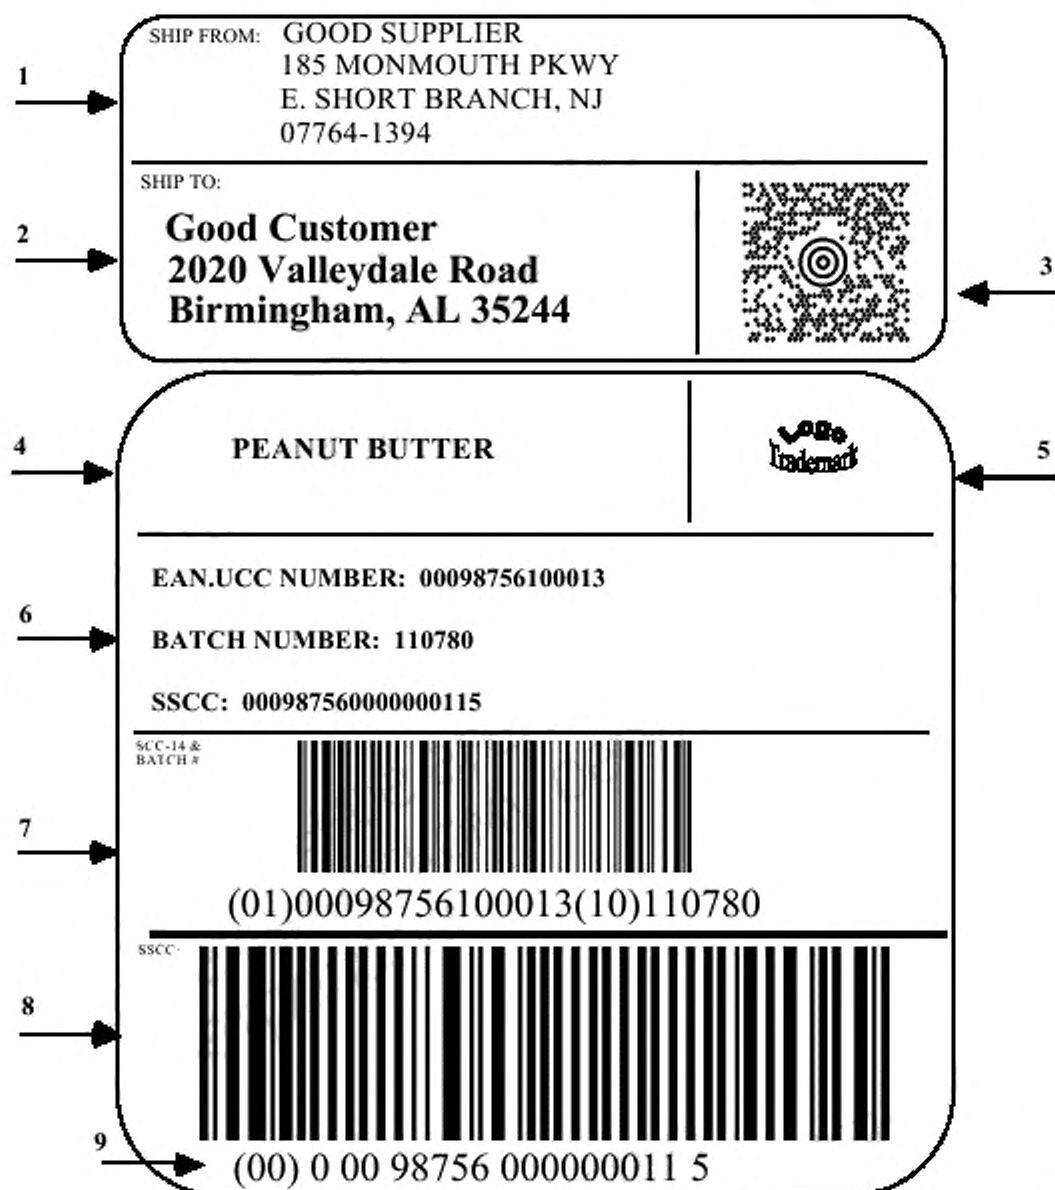 SHIP FROM: GOOD SUPPLIER
185 MONMOUTH PKWY
E. SHORT BRANCH, NJ
07764-1394
1
SHIP TO:
Good Customer
2020 Valleydale Road
Birmingham, AL 35244
2
3
PEANUT BUTTER
4
Logo
Trademark
5
EAN.UCC NUMBER: 00098756100013
BATCH NUMBER: 110780
SSCC: 000987560000000115
6
SCC-14 &
BATCH #
7
(01)00098756100013(10)110780
SSCC
8
9
(00) 0 00 98756 000000011 5